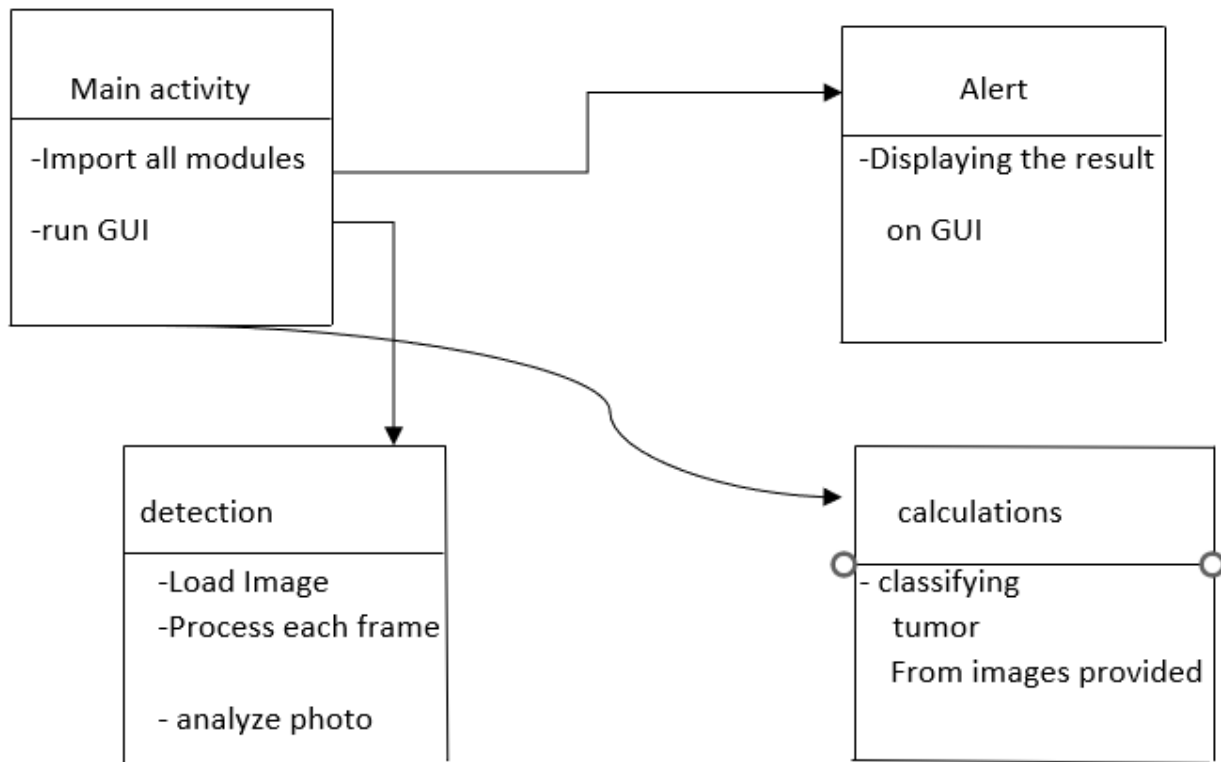 Main activity
-Import all modules
-run GUI
Alert
-Displaying the result
on GUI
detection
-Load Image
-Process each frame
- analyze photo
calculations
- classifying
tumor
From images provided